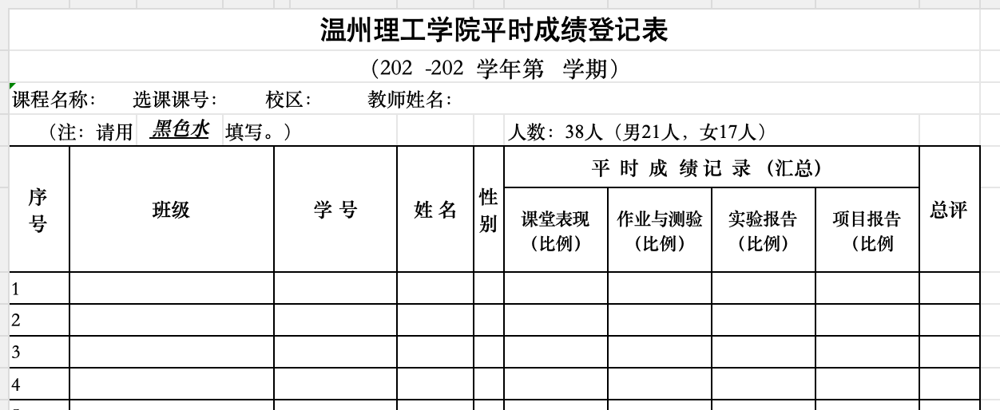 温州理工学院平时成绩登记表
（202 -202 学年第 学期）
课程名称： 选课课号： 校区： 教师姓名：
（注：请用 黑色水 填写。） 人数：38人（男21人，女17人）
序号 班级 学 号 姓 名 性别 平 时 成 绩 记 录 （汇总） 总评
课堂表现（比例） 作业与测验（比例） 实验报告（比例） 项目报告（比例
1
2
3
4